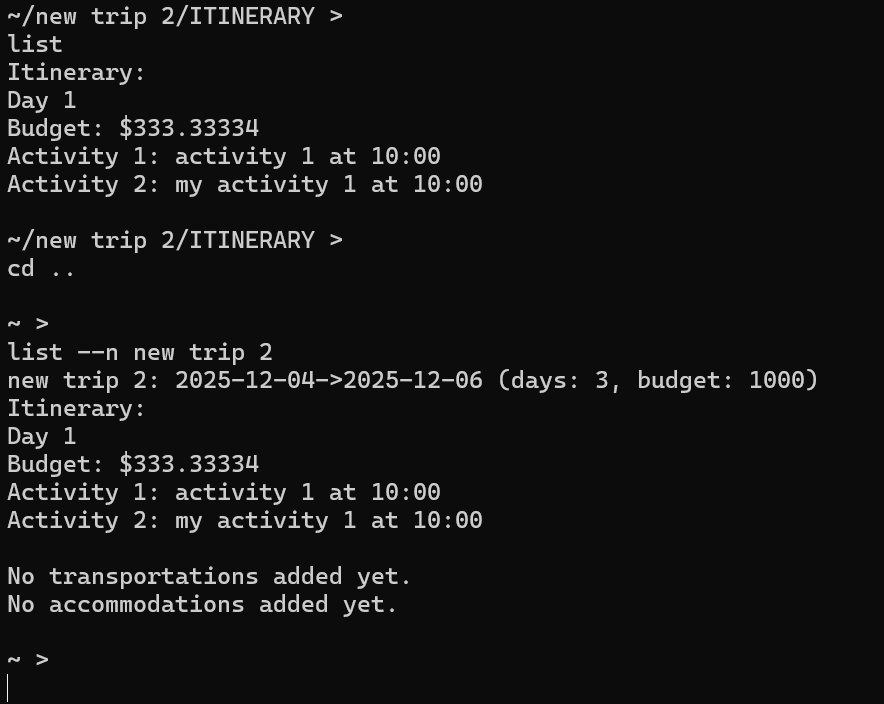 ~/new trip 2/ITINERARY >
list
Itinerary:
Day 1
Budget: $333.33334
Activity 1: activity 1 at 10:00
Activity 2: my activity 1 at 10:00
~/new trip 2/ITINERARY >
cd ..
~ >
list --n new trip 2
new trip 2: 2025-12-04->2025-12-06 (days: 3, budget: 1000)
Itinerary:
Day 1
Budget: $333.33334
Activity 1: activity 1 at 10:00
Activity 2: my activity 1 at 10:00
No transportations added yet.
No accommodations added yet.
~ >